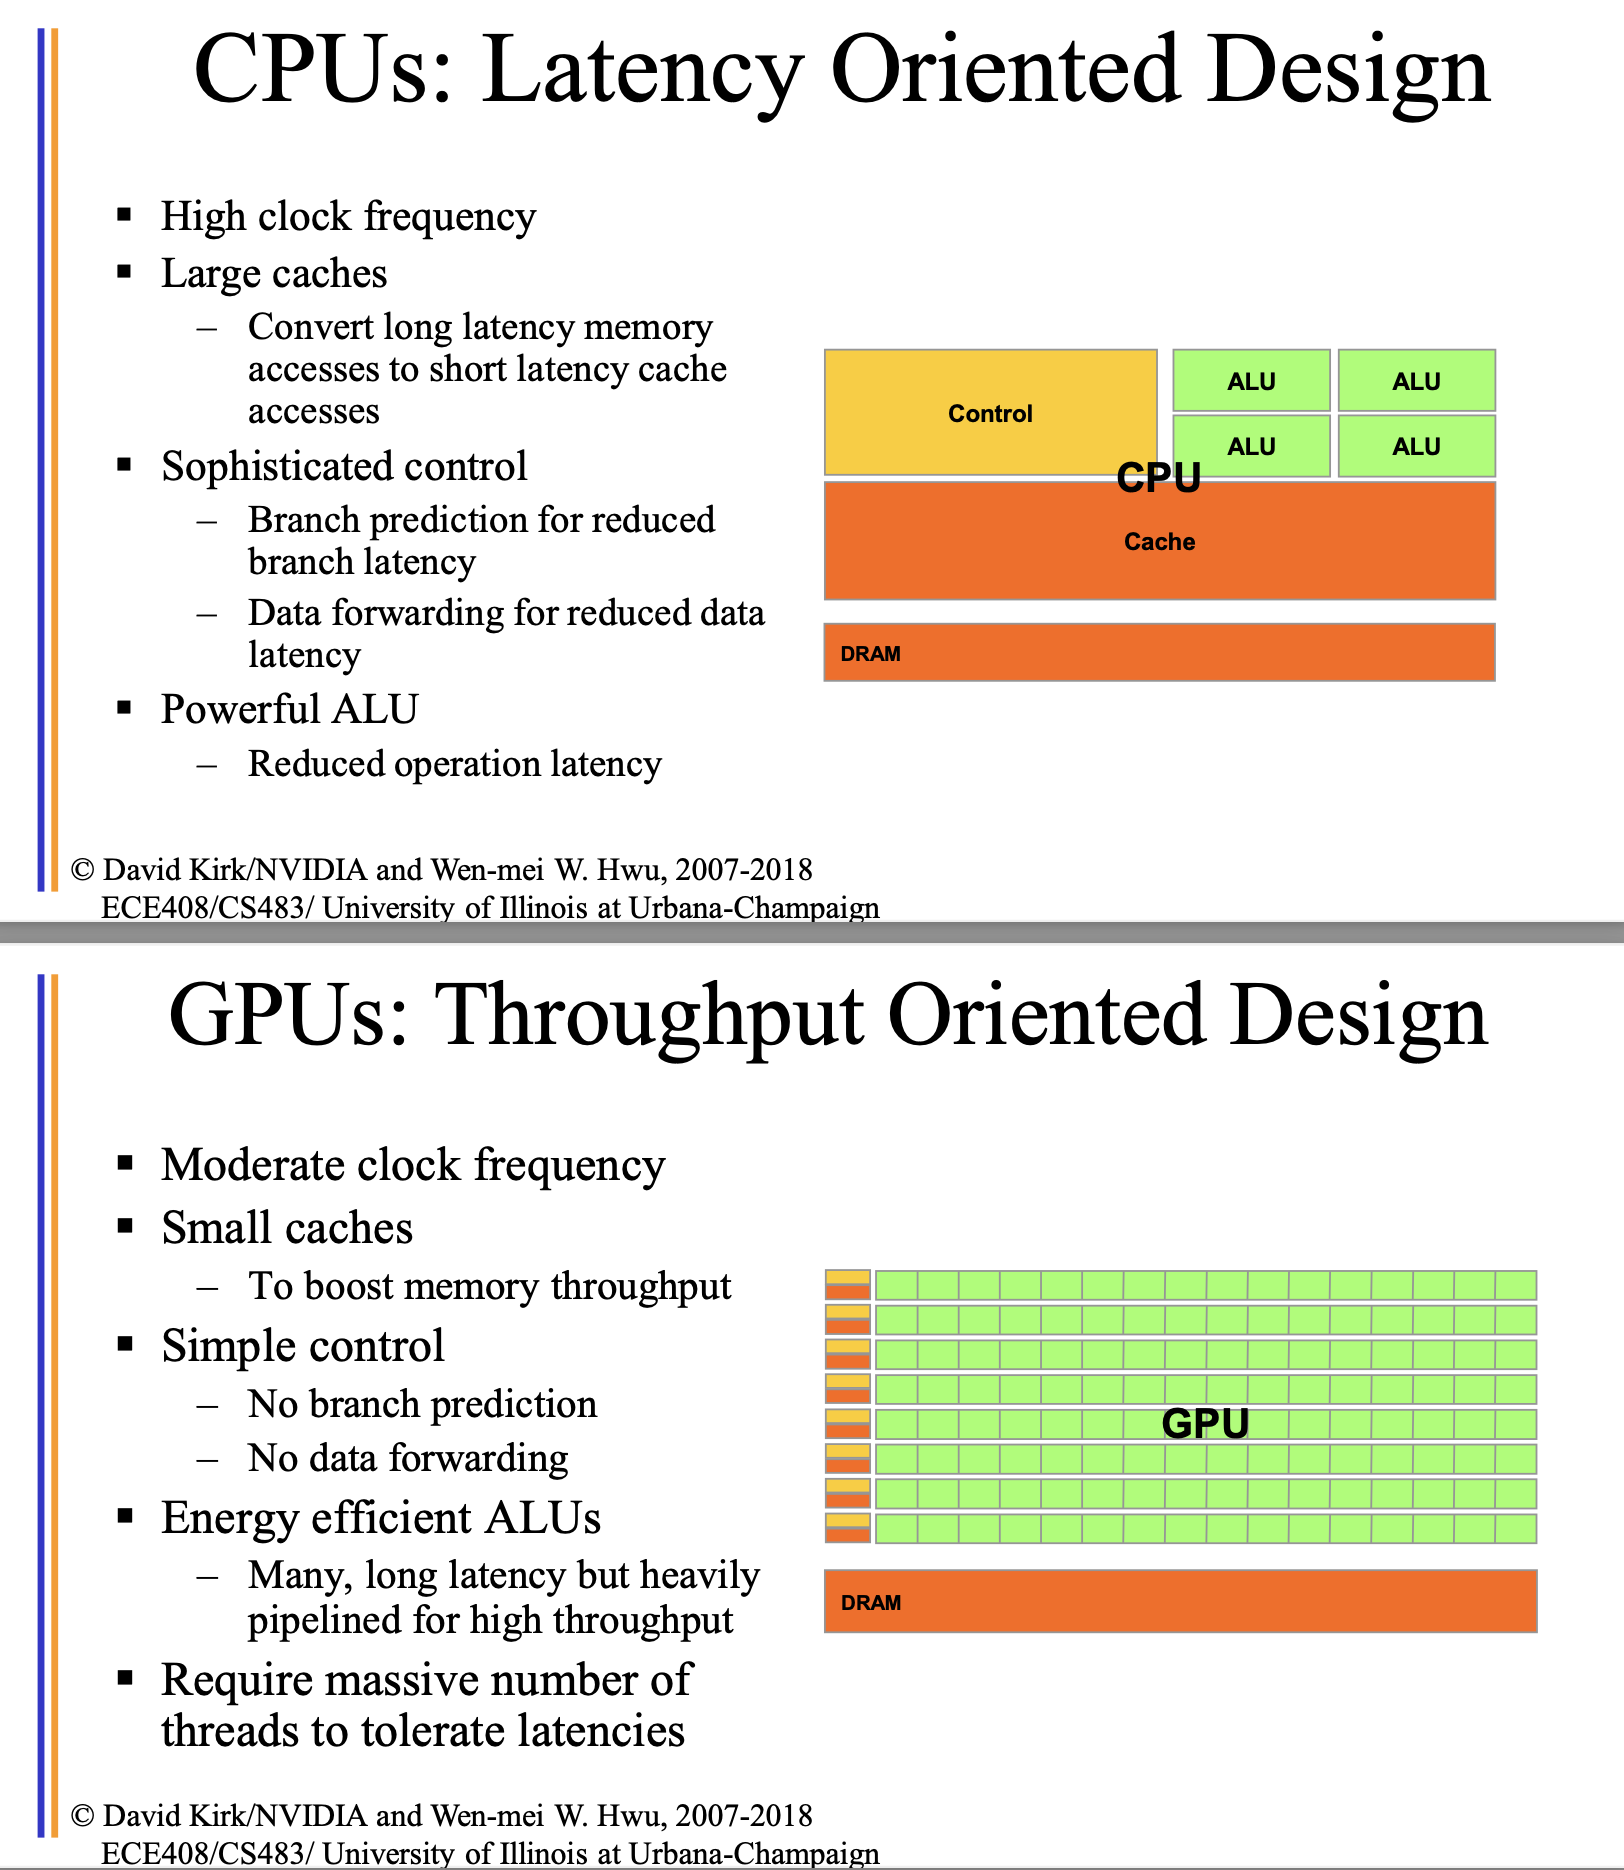 CPUs: Latency Oriented Design
▪ High clock frequency
▪ Large caches
– Convert long latency memory
accesses to short latency cache
accesses
▪ Sophisticated control
– Branch prediction for reduced
branch latency
– Data forwarding for reduced data
latency
▪ Powerful ALU
– Reduced operation latency
Control
ALU
ALU
ALU
ALU
CPU
Cache
DRAM
© David Kirk/NVIDIA and Wen-mei W. Hwu, 2007-2018
ECE408/CS483/ University of Illinois at Urbana-Champaign
GPUs: Throughput Oriented Design
▪ Moderate clock frequency
▪ Small caches
– To boost memory throughput
▪ Simple control
– No branch prediction
– No data forwarding
▪ Energy efficient ALUs
– Many, long latency but heavily
pipelined for high throughput
▪ Require massive number of
threads to tolerate latencies
GPU
DRAM
© David Kirk/NVIDIA and Wen-mei W. Hwu, 2007-2018
ECE408/CS483/ University of Illinois at Urbana-Champaign